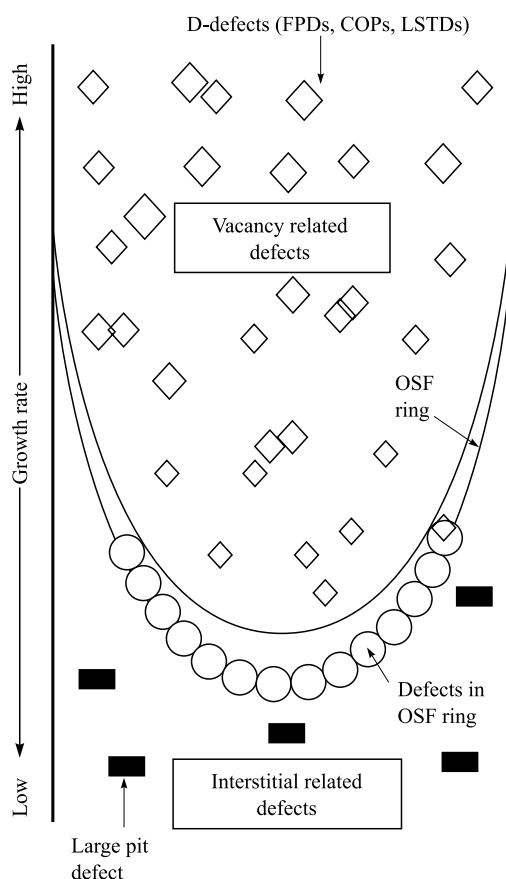 D-defects (FPDs, COPs, LSTDs)
High
Vacancy related
defects
OSF
ring
Growth rate
Defects in
OSF ring
Low
Interstitial related
defects
Large pit
defect